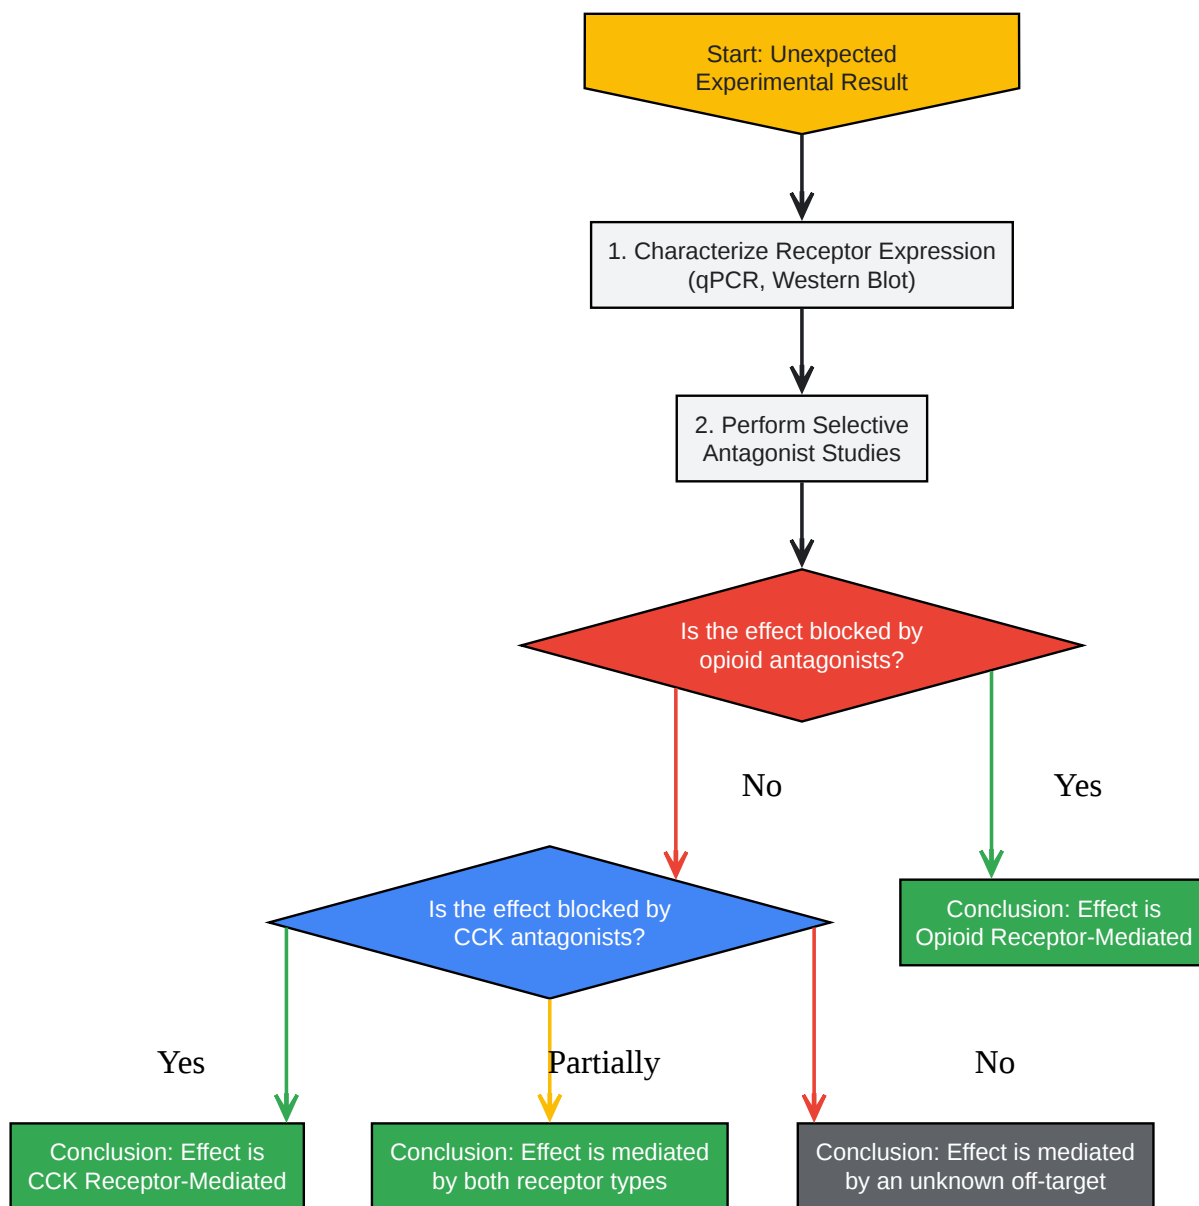 Start: Unexpected
Experimental Result
1. Characterize Receptor Expression
(qPCR, Western Blot)
2. Perform Selective
Antagonist Studies
Is the effect blocked by
opioid antagonists?
No
Yes
Is the effect blocked by
CCK antagonists?
Conclusion: Effect is
Opioid Receptor-Mediated
Yes
Partially
No
Conclusion: Effect is
CCK Receptor-Mediated
Conclusion: Effect is mediated
by both receptor types
Conclusion: Effect is mediated
by an unknown off-target